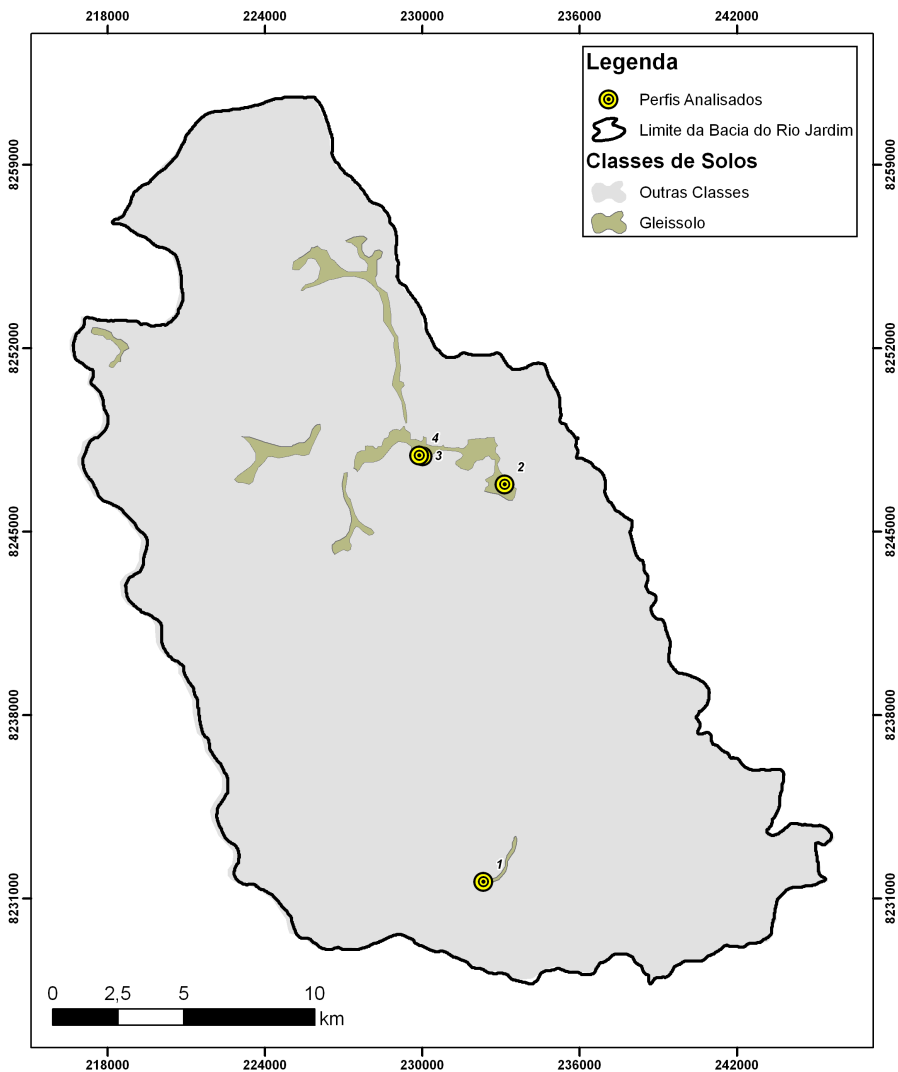 218000 224000 230000 236000 242000
Legenda
Perfis Analisados
Limite da Bacia do Rio Jardim
Classes de Solos
Outras Classes
Gleissolo
8259000 8259000
8252000 8252000
4
3
2
8245000 8245000
8238000 8238000
1
8231000 8231000
0 2,5 5 10
km
218000 224000 230000 236000 242000